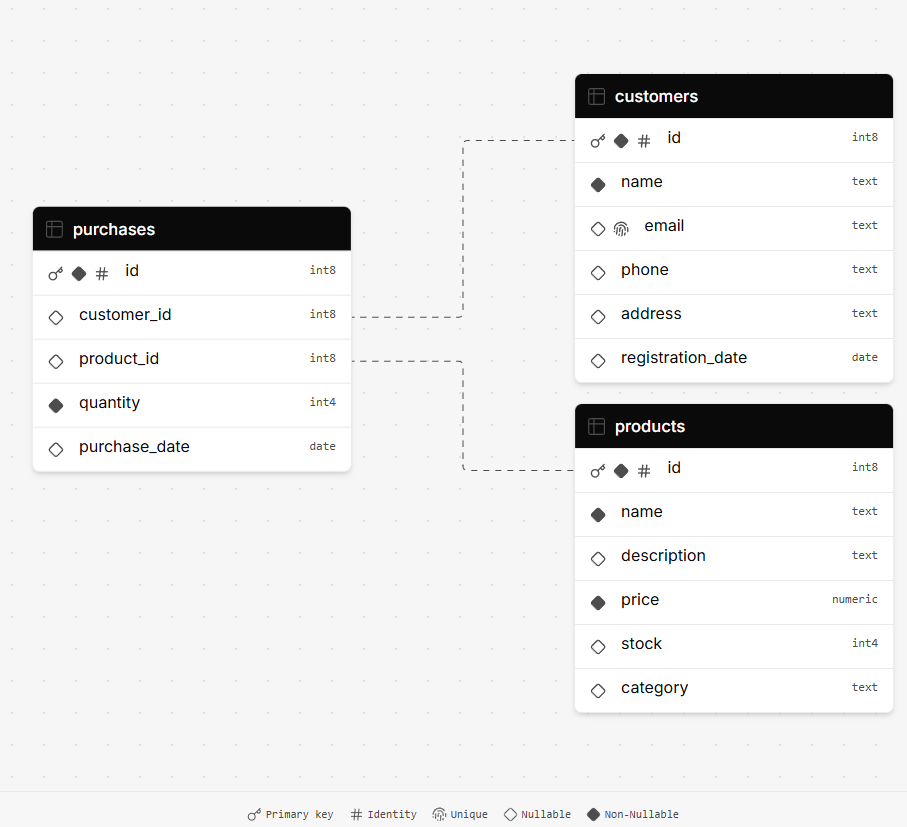 purchases
id int8
customer_id int8
product_id int8
quantity int4
purchase_date date
customers
id int8
name text
email text
phone text
address text
registration_date date
products
id int8
name text
description text
price numeric
stock int4
category text
Primary key Identity Unique Nullable Non-Nullable